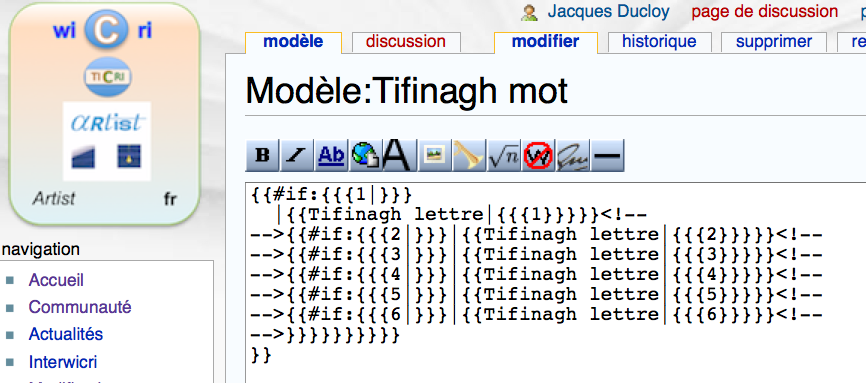 wi C ri
TICRI
aRtist
Artist fr
Jacques Ducloy page de discussion
modèle discussion modifier historique supprimer re
Modèle:Tifinagh mot
B I Ab A √n W
{{#if:{{{1|}}}
|{{Tifinagh lettre|{{{1}}}}}<!--
-->{{#if:{{{2|}}}|{{Tifinagh lettre|{{{2}}}}}<!--
-->{{#if:{{{3|}}}|{{Tifinagh lettre|{{{3}}}}}<!--
-->{{#if:{{{4|}}}|{{Tifinagh lettre|{{{4}}}}}<!--
-->{{#if:{{{5|}}}|{{Tifinagh lettre|{{{5}}}}}<!--
-->{{#if:{{{6|}}}|{{Tifinagh lettre|{{{6}}}}}<!--
-->}}}}}}}}}}
}}
navigation
Accueil
Communauté
Actualités
Interwicri